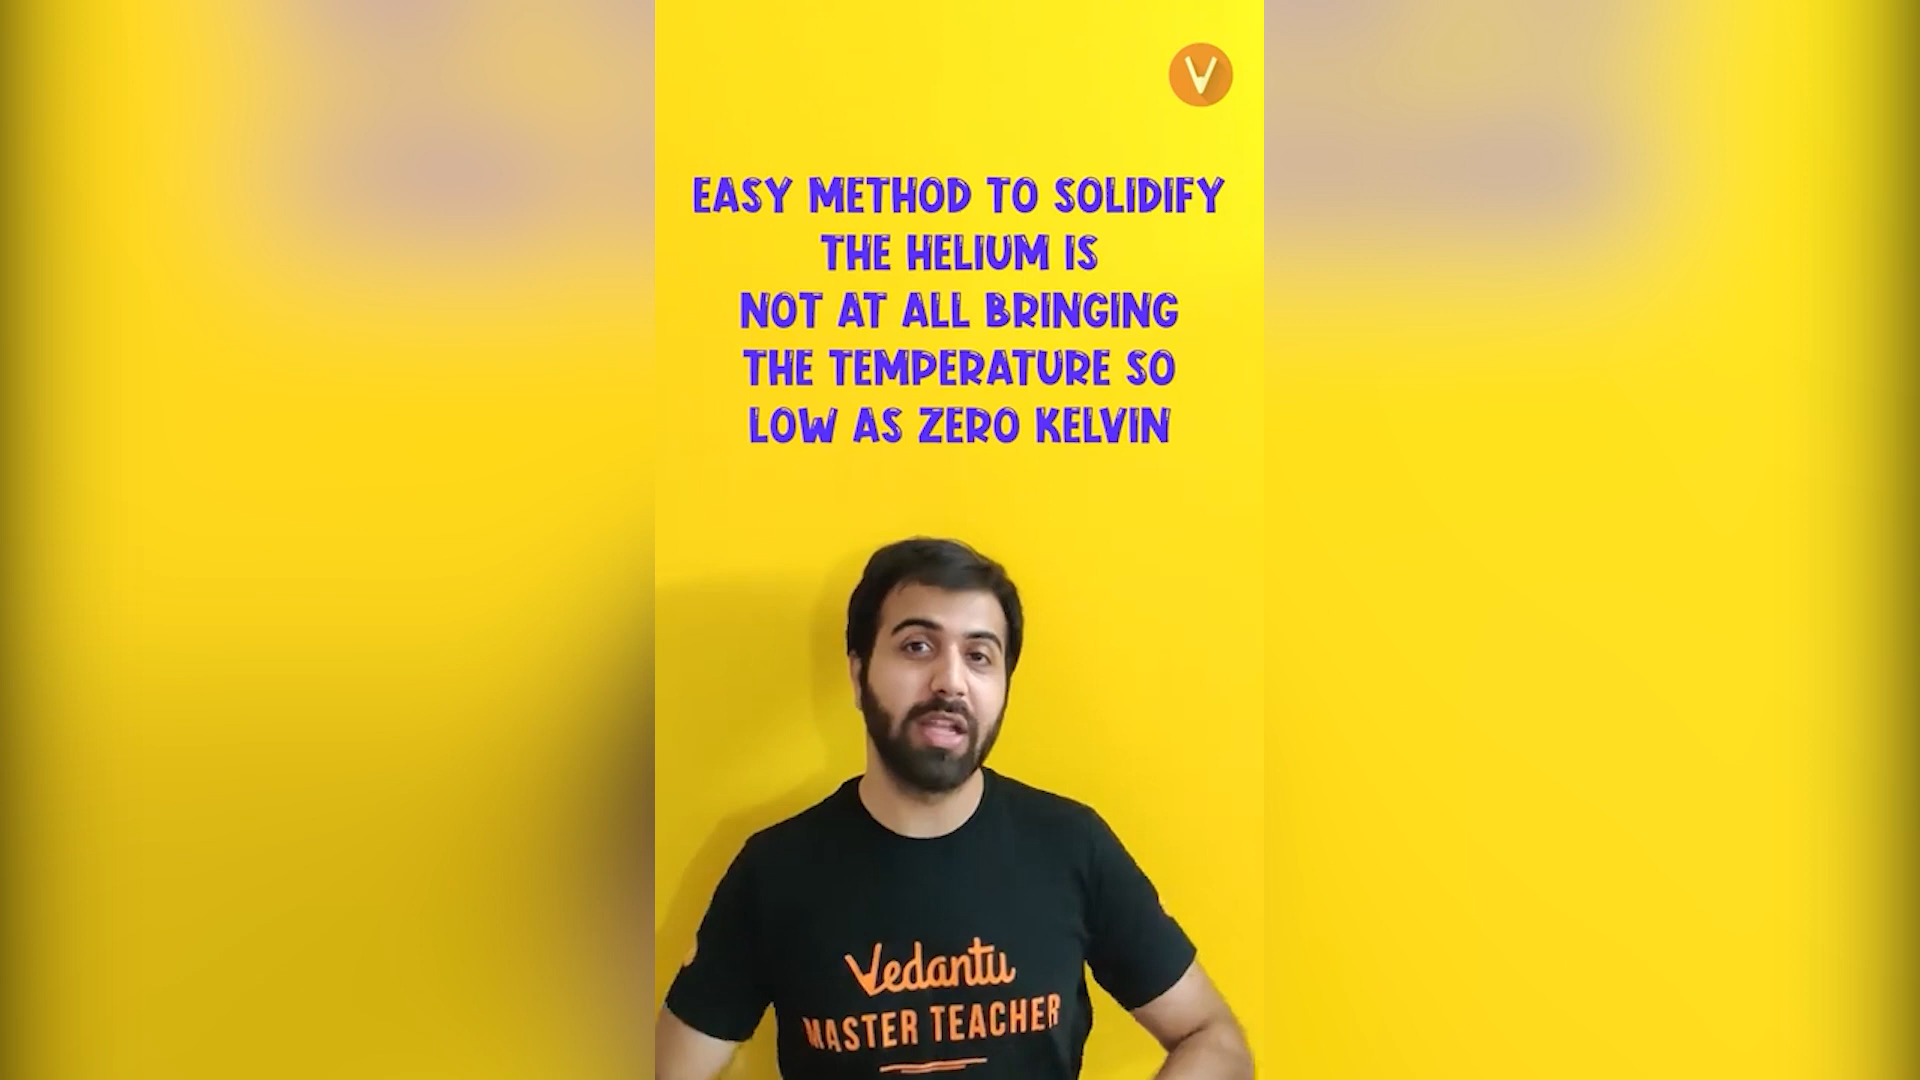 EASY METHOD TO SOLIDIFY
THE HELIUM IS
NOT AT ALL BRINGING
THE TEMPERATURE SO
LOW AS ZERO KELVIN
Vedantu
MASTER TEACHER